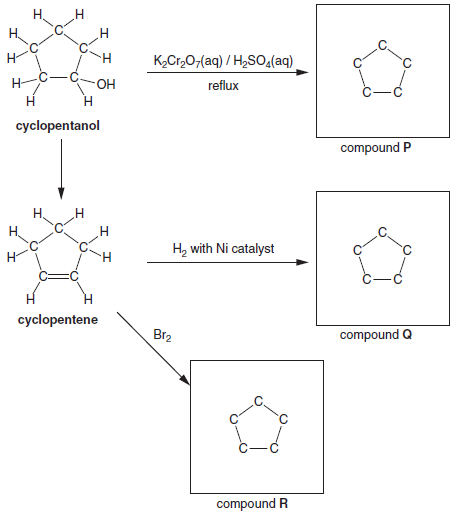 H H
H C H
H C C H
H C—C OH
H H
cyclopentanol
K₂Cr₂O₇(aq) / H₂SO₄(aq)
reflux
C
C C
C—C
compound P
H H
H C H
H C C H
C=C
H H
cyclopentene
H₂ with Ni catalyst
C
C C
C—C
compound Q
Br₂
C
C C
C—C
compound R